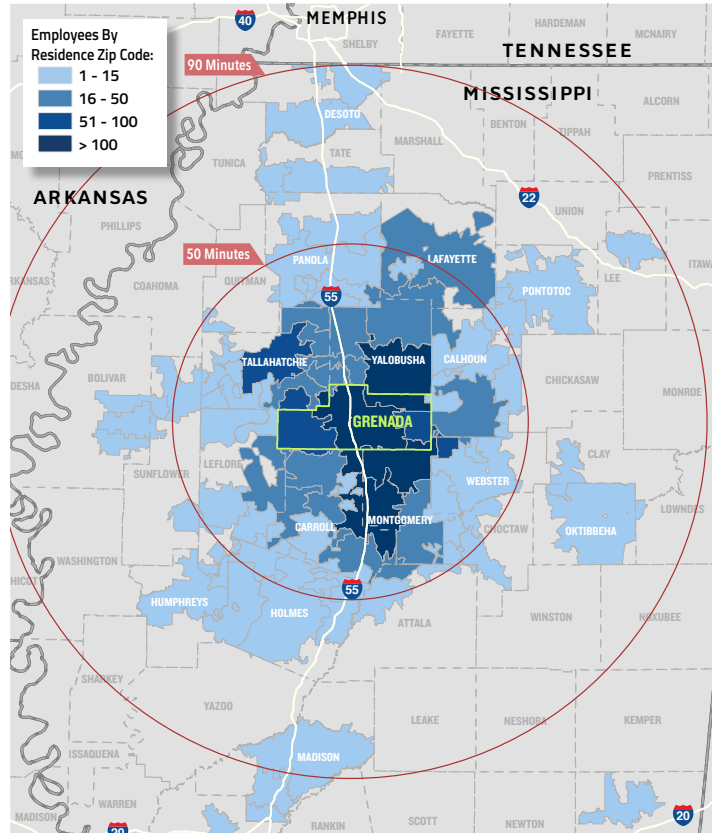 MEMPHIS
40
FAYETTE
HARDEMAN
MCNAIRY
Employees By
Residence Zip Code:
1 - 15
16 - 50
51 - 100
> 100
SHELBY
TENNESSEE
90 Minutes
MISSISSIPPI
DESOTO
ALCORN
BENTON
TIPPAH
MARSHALL
TATE
TUNICA
PRENTISS
ARKANSAS
22
UNION
PHILLIPS
50 Minutes
PANOLA
LAFAYETTE
ITAWA
LEE
QUITMAN
COAHOMA
PONTOTOC
55
TALLAHATCHIE
YALOBUSHA
CALHOUN
BOLIVAR
DESHA
CHICKASAW
MONROE
GRENADA
CLAY
LEFLORE
SUNFLOWER
WEBSTER
LOWNDES
CARROLL
MONTGOMERY
CHOCTAW
OKTIBBEHA
WASHINGTON
HICOT
55
HUMPHREYS
HOLMES
ATTALA
WINSTON
NOXUBEE
SHARKEY
YAZOO
LEAKE
NESHOBA
KEMPER
ISSAQUENA
MADISON
WARREN
20
RANKIN
SCOTT
NEWTON
20